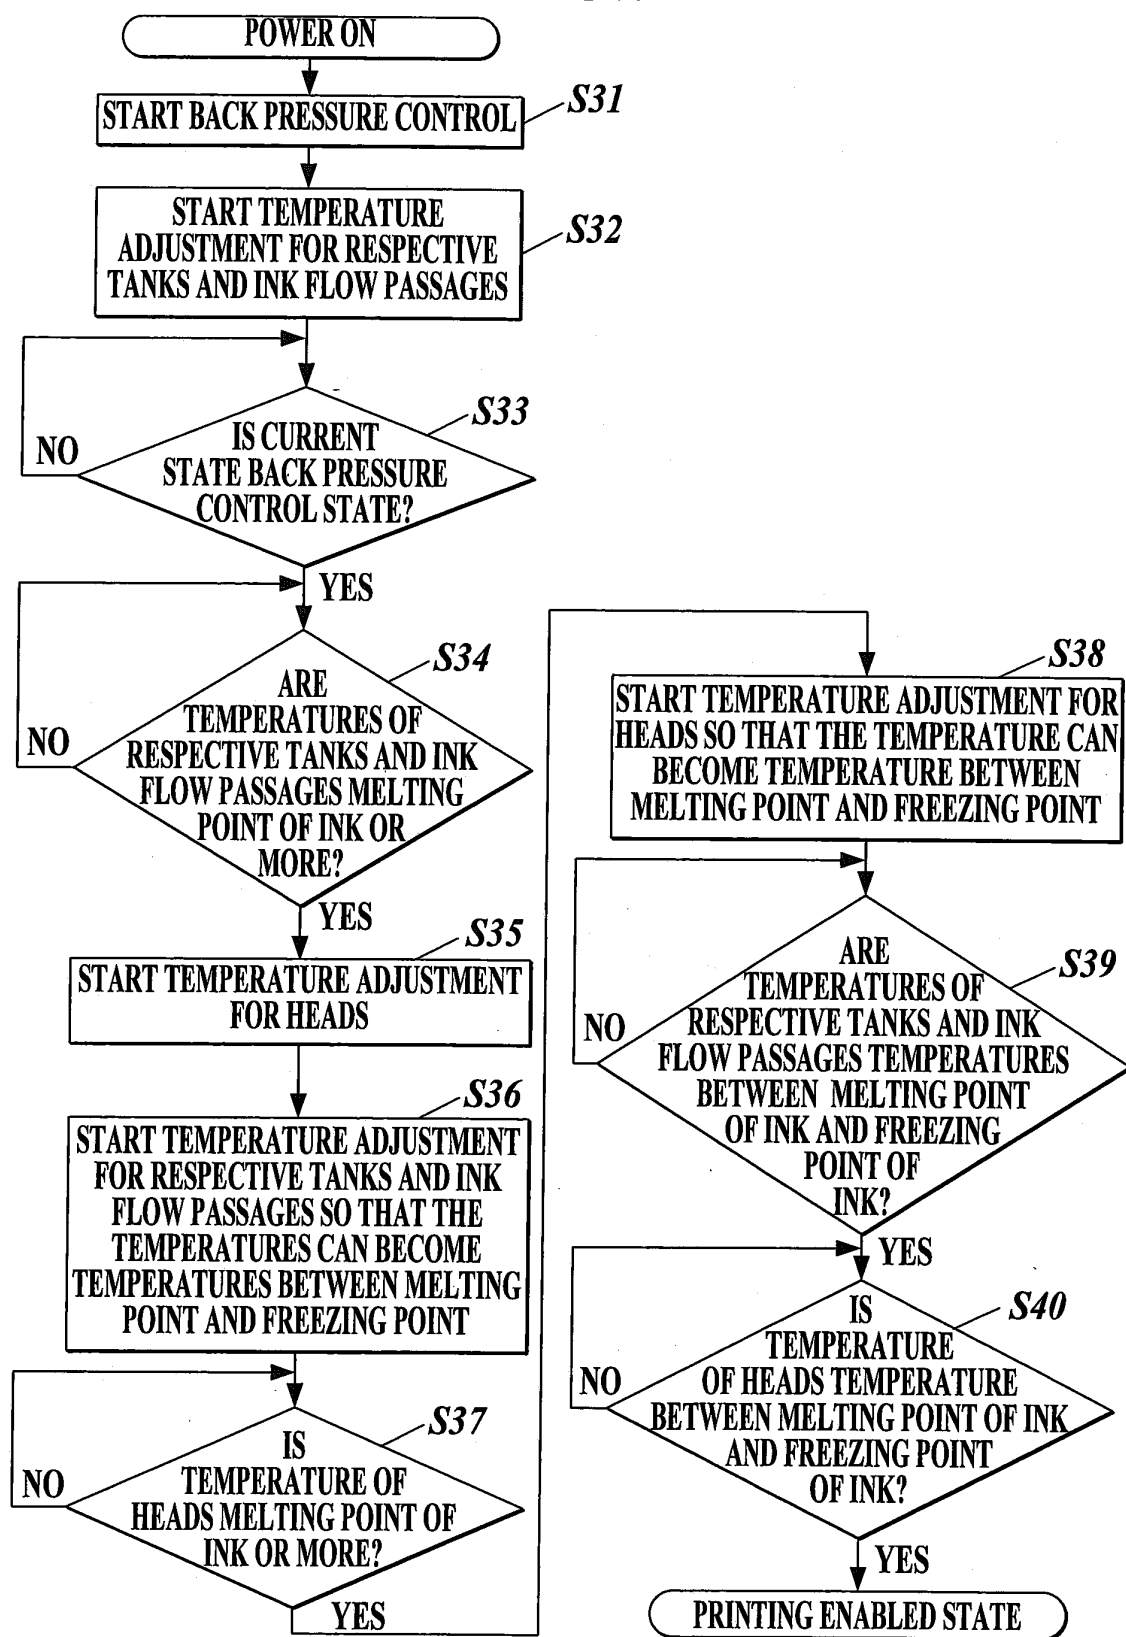 POWER ON
START BACK PRESSURE CONTROL
S31
START TEMPERATURE
ADJUSTMENT FOR RESPECTIVE
TANKS AND INK FLOW PASSAGES
S32
S33
IS CURRENT
STATE BACK PRESSURE
CONTROL STATE?
NO
YES
S34
ARE
TEMPERATURES OF
RESPECTIVE TANKS AND INK
FLOW PASSAGES MELTING
POINT OF INK OR
MORE?
NO
YES
S35
START TEMPERATURE ADJUSTMENT
FOR HEADS
S36
START TEMPERATURE ADJUSTMENT
FOR RESPECTIVE TANKS AND INK
FLOW PASSAGES SO THAT THE
TEMPERATURES CAN BECOME
TEMPERATURES BETWEEN MELTING
POINT AND FREEZING POINT
S37
IS
TEMPERATURE OF
HEADS MELTING POINT OF
INK OR MORE?
NO
YES
S38
START TEMPERATURE ADJUSTMENT FOR
HEADS SO THAT THE TEMPERATURE CAN
BECOME TEMPERATURE BETWEEN
MELTING POINT AND FREEZING POINT
S39
ARE
TEMPERATURES OF
RESPECTIVE TANKS AND INK
FLOW PASSAGES TEMPERATURES
BETWEEN MELTING POINT
OF INK AND FREEZING
POINT OF
INK?
NO
YES
S40
IS
TEMPERATURE
OF HEADS TEMPERATURE
BETWEEN MELTING POINT OF INK
AND FREEZING POINT
OF INK?
NO
YES
PRINTING ENABLED STATE